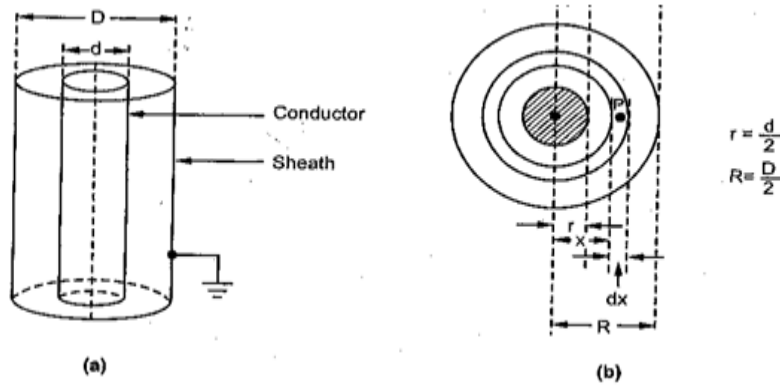 D
d
Conductor
Sheath
(a)
P
r = d/2
R = D/2
r
x
dx
R
(b)